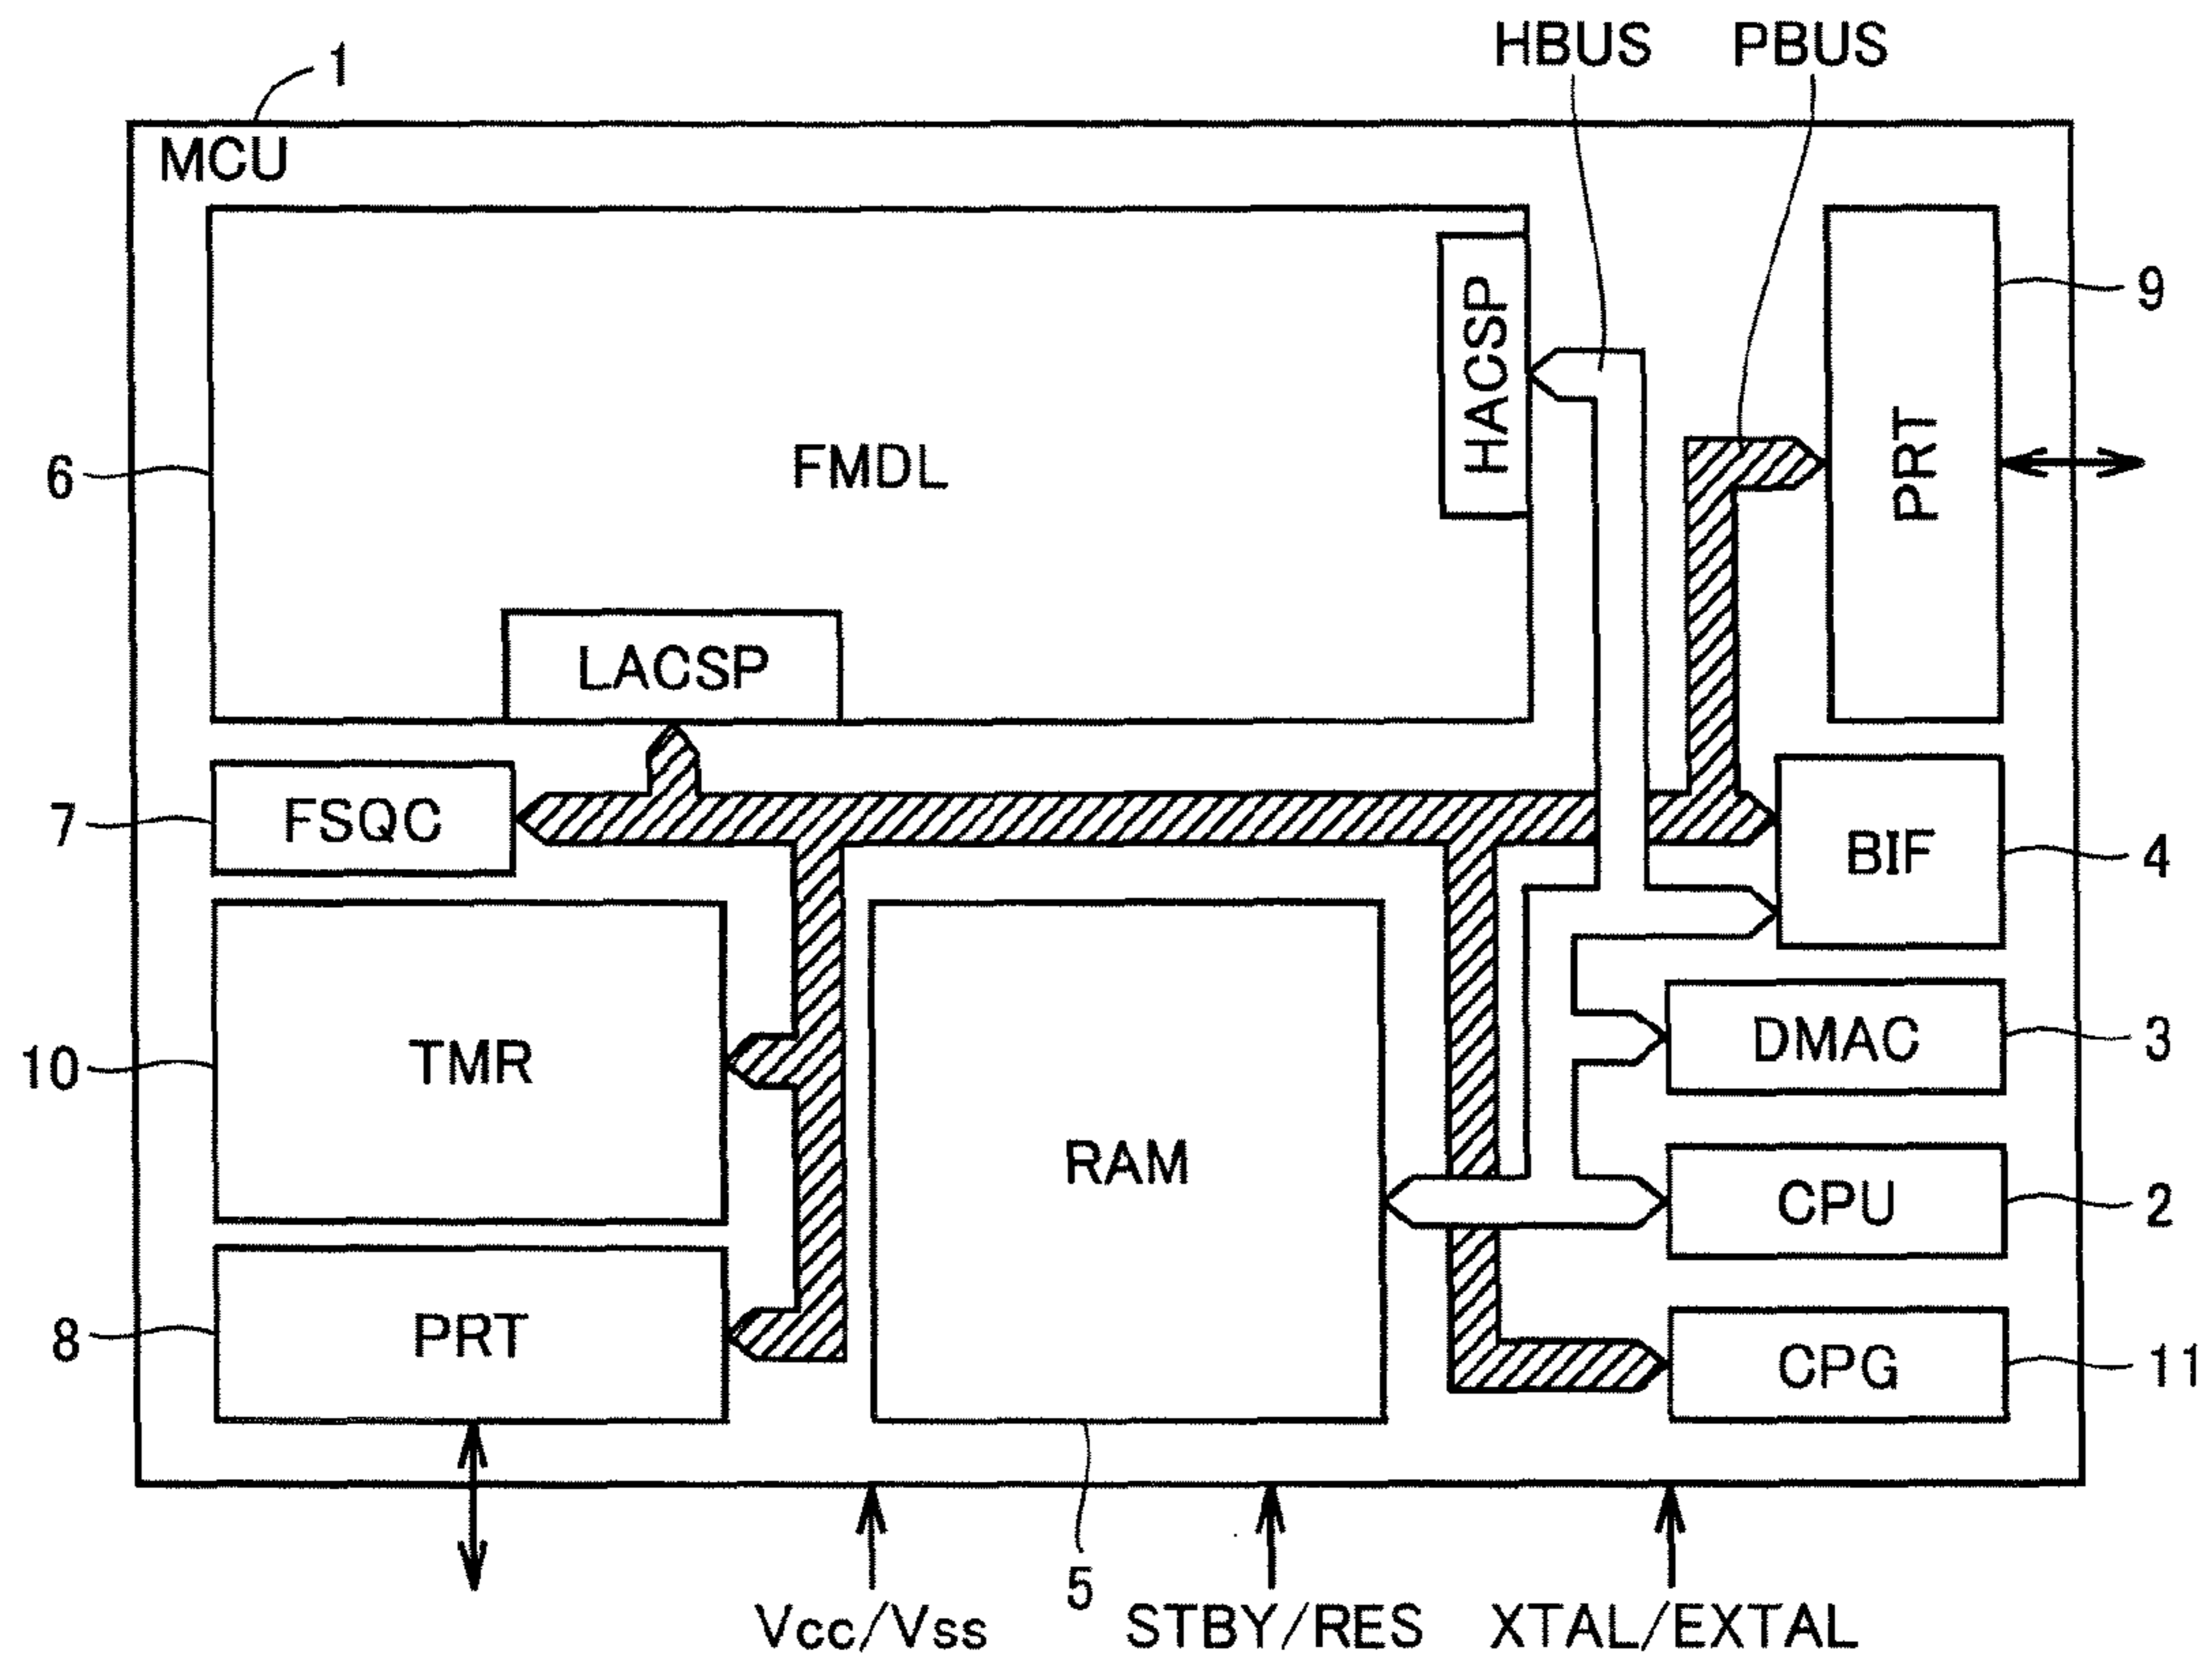 HBUS PBUS
1
MCU
HACSP
9
FMDL
PRT
6
LACSP
7
FSQC
BIF
4
DMAC
3
10
TMR
RAM
CPU
2
8
PRT
CPG
11
5
Vcc/Vss
STBY/RES
XTAL/EXTAL